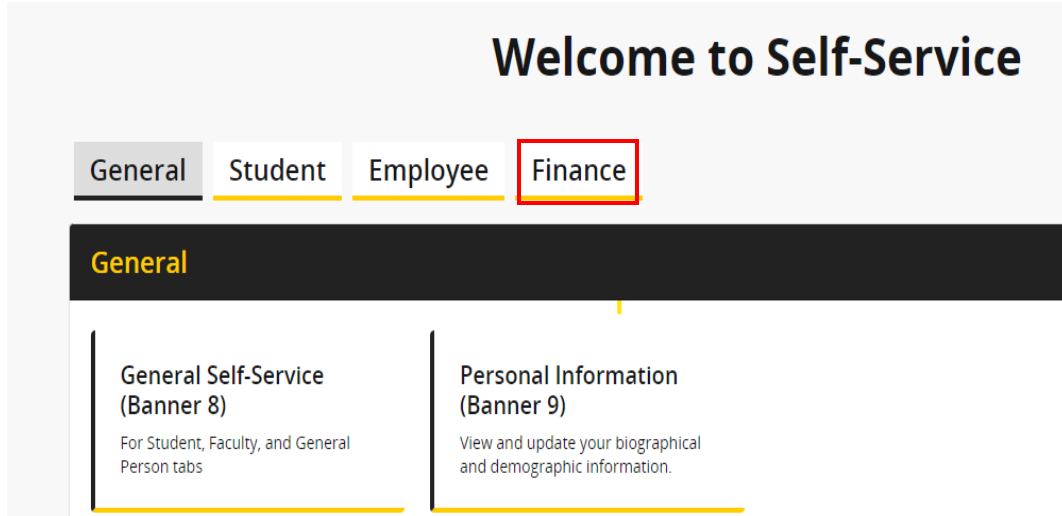 Welcome to Self-Service
General Student Employee Finance
General
General Self-Service
(Banner 8)
For Student, Faculty, and General
Person tabs
Personal Information
(Banner 9)
View and update your biographical
and demographic information.